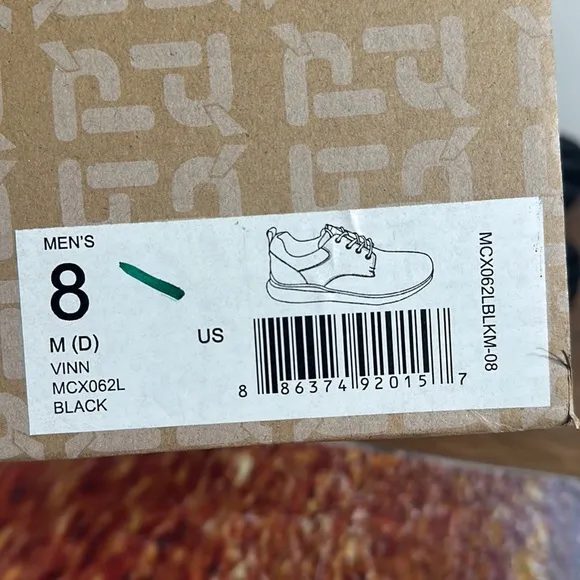 MEN'S
8
M (D)
VINN
MCX062L
BLACK
US
8 86374 92015 7
MCX062LBLKM-08